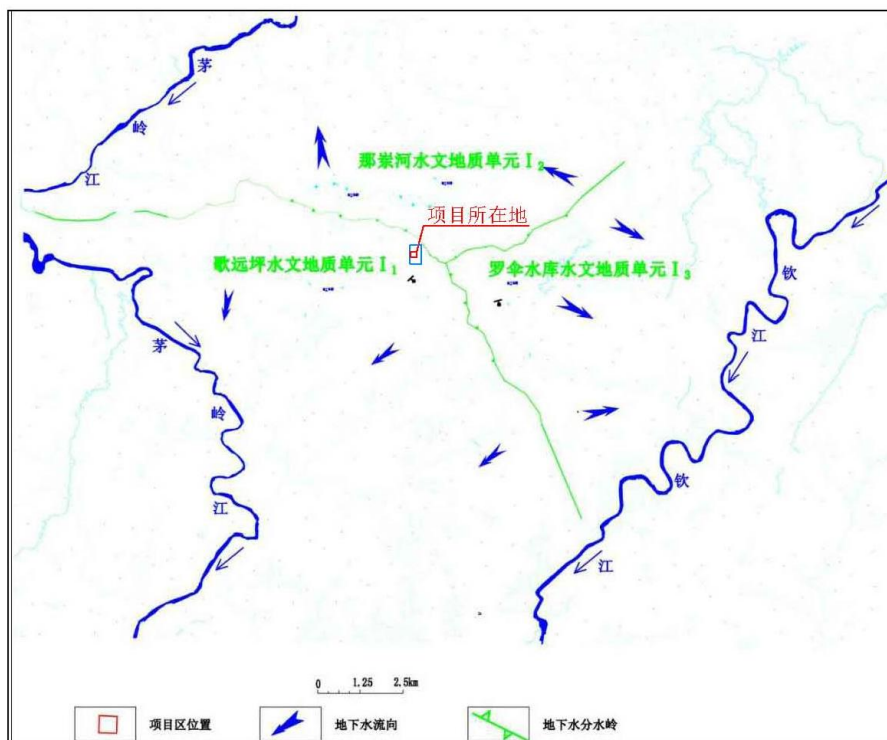 茅
岭
江
那崇河水文地质单元Ⅰ2
项目所在地
歌远坪水文地质单元Ⅰ1
罗伞水库水文地质单元Ⅰ3
钦
江
茅
岭
江
钦
江
0 1.25 2.5km
项目区位置
地下水流向
地下水分水岭